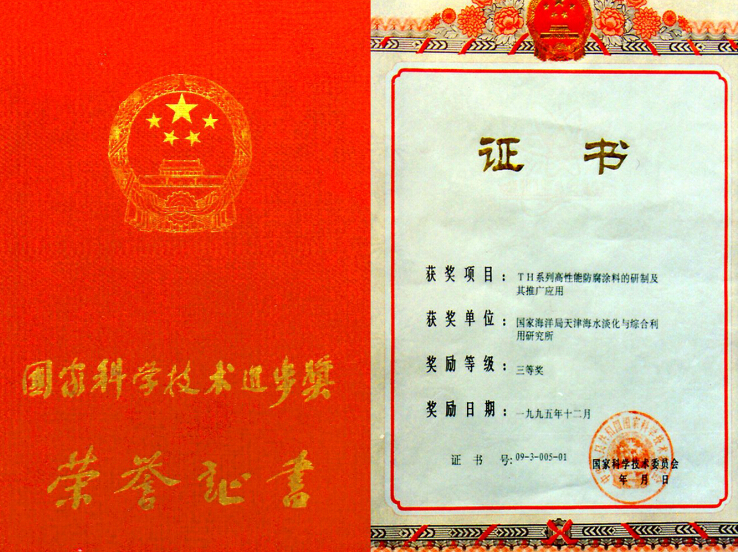 国家科学技术进步奖
荣誉证书
证 书
获奖项目： TH系列高性能防腐涂料的研制及
其推广应用
获奖单位： 国家海洋局天津海水淡化与综合利
用研究所
奖励等级： 三等奖
奖励日期： 一九九五年十二月
证 书 号: 09-3-005-01
国家科学技术委员会
年 月 日